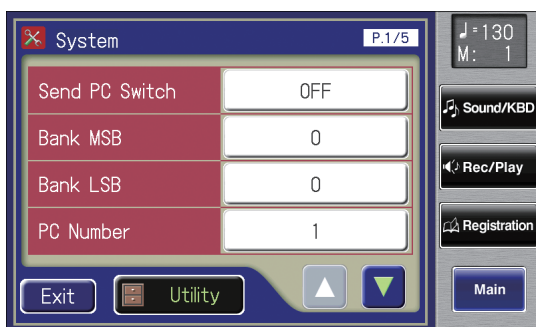 System
P.1/5
Send PC Switch OFF
Bank MSB 0
Bank LSB 0
PC Number 1
Exit
Utility
♩=130
M: 1
Sound/KBD
Rec/Play
Registration
Main